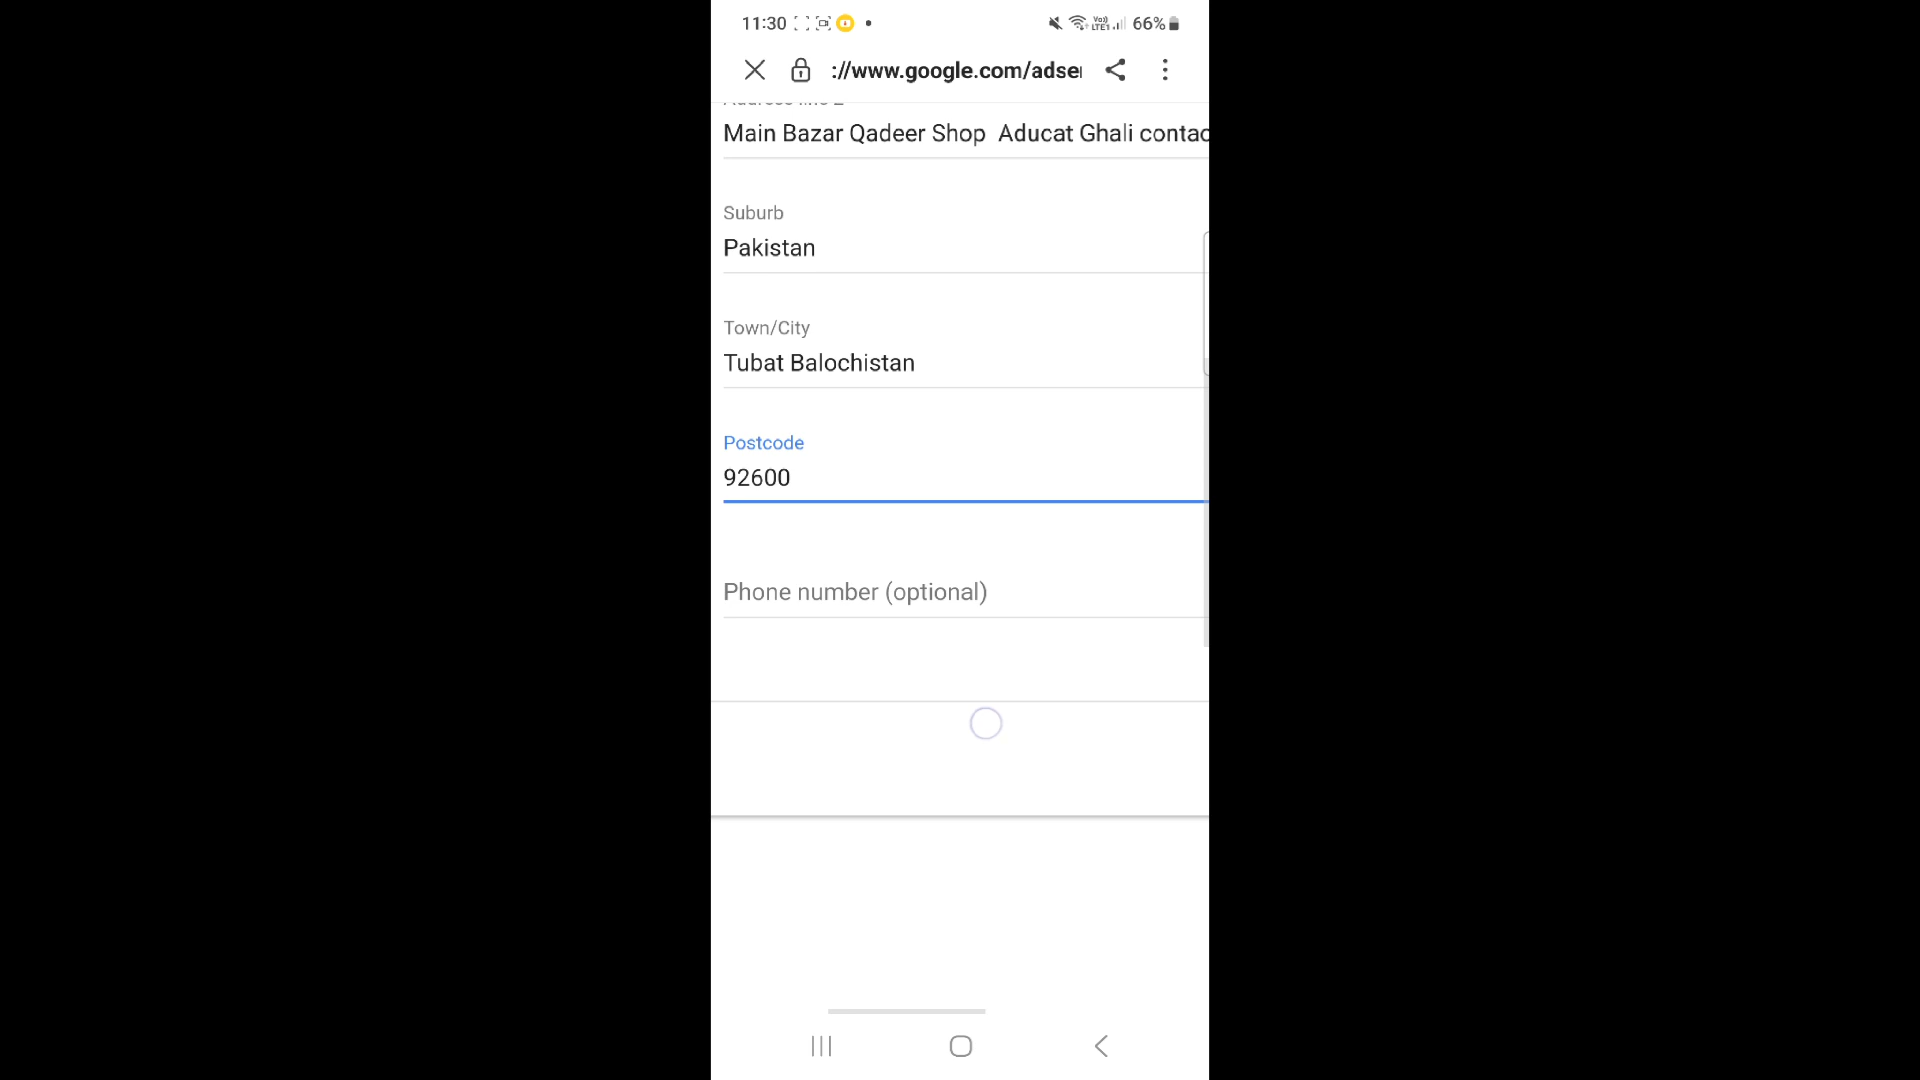 11:30
66%
://www.google.com/adse
Main Bazar Qadeer Shop  Aducat Ghali contac
Suburb
Pakistan
Town/City
Tubat Balochistan
Postcode
92600
Phone number (optional)